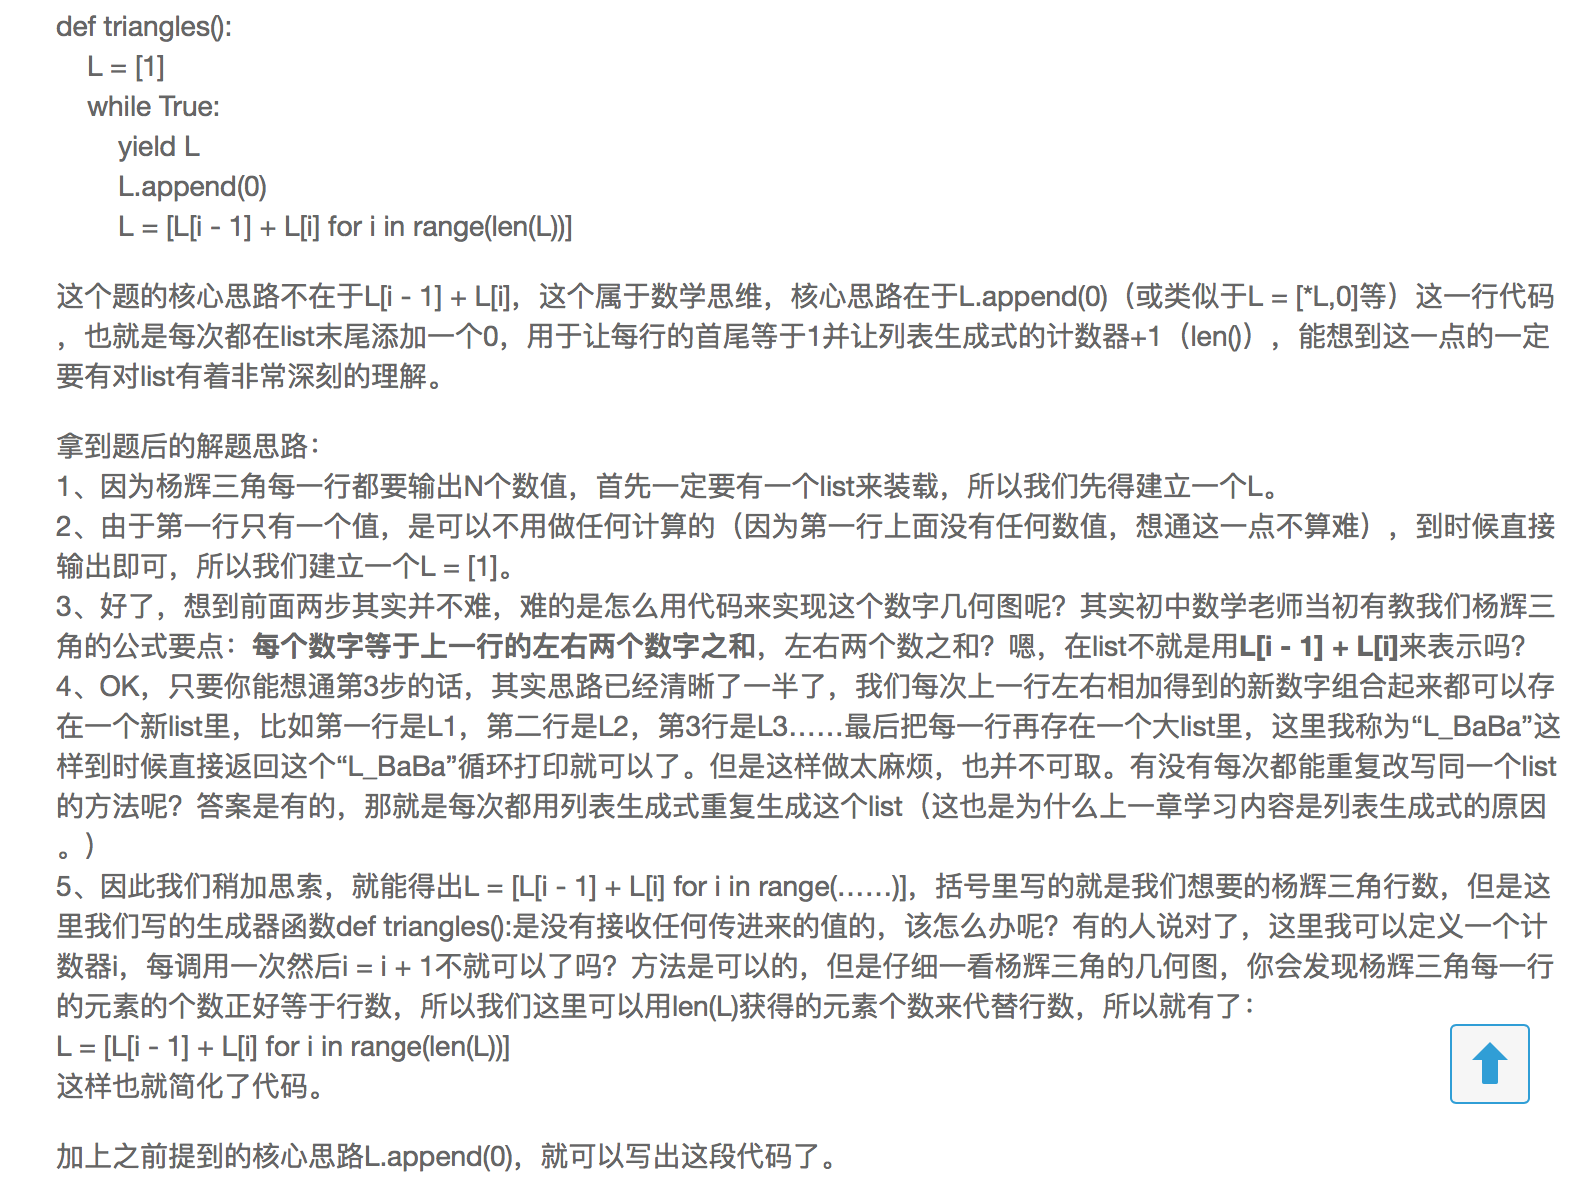 def triangles():
    L = [1]
    while True:
        yield L
        L.append(0)
        L = [L[i - 1] + L[i] for i in range(len(L))]
这个题的核心思路不在于L[i - 1] + L[i]，这个属于数学思维，核心思路在于L.append(0)（或类似于L = [*L,0]等）这一行代码
，也就是每次都在list末尾添加一个0，用于让每行的首尾等于1并让列表生成式的计数器+1（len()），能想到这一点的一定
要有对list有着非常深刻的理解。
拿到题后的解题思路：
1、因为杨辉三角每一行都要输出N个数值，首先一定要有一个list来装载，所以我们先得建立一个L。
2、由于第一行只有一个值，是可以不用做任何计算的（因为第一行上面没有任何数值，想通这一点不算难），到时候直接
输出即可，所以我们建立一个L = [1]。
3、好了，想到前面两步其实并不难，难的是怎么用代码来实现这个数字几何图呢？其实初中数学老师当初有教我们杨辉三
角的公式要点：每个数字等于上一行的左右两个数字之和，左右两个数之和？嗯，在list不就是用L[i - 1] + L[i]来表示吗？
4、OK，只要你能想通第3步的话，其实思路已经清晰了一半了，我们每次上一行左右相加得到的新数字组合起来都可以存
在一个新list里，比如第一行是L1，第二行是L2，第3行是L3……最后把每一行再存在一个大list里，这里我称为“L_BaBa”这
样到时候直接返回这个“L_BaBa”循环打印就可以了。但是这样做太麻烦，也并不可取。有没有每次都能重复改写同一个list
的方法呢？答案是有的，那就是每次都用列表生成式重复生成这个list（这也是为什么上一章学习内容是列表生成式的原因
。）
5、因此我们稍加思索，就能得出L = [L[i - 1] + L[i] for i in range(……)]，括号里写的就是我们想要的杨辉三角行数，但是这
里我们写的生成器函数def triangles():是没有接收任何传进来的值的，该怎么办呢？有的人说对了，这里我可以定义一个计
数器i，每调用一次然后i = i + 1不就可以了吗？方法是可以的，但是仔细一看杨辉三角的几何图，你会发现杨辉三角每一行
的元素的个数正好等于行数，所以我们这里可以用len(L)获得的元素个数来代替行数，所以就有了：
L = [L[i - 1] + L[i] for i in range(len(L))]
这样也就简化了代码。
加上之前提到的核心思路L.append(0)，就可以写出这段代码了。